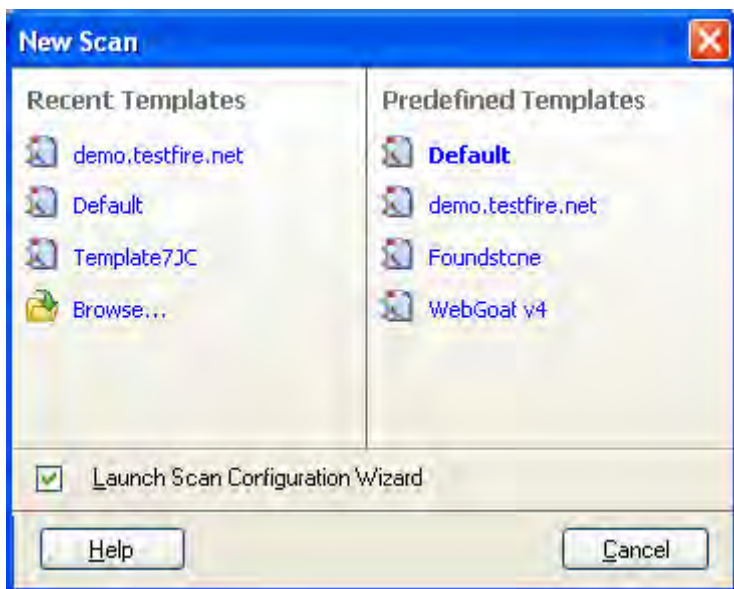 New Scan
Recent Templates
demo.testfire.net
Default
Template7JC
Browse...
Predefined Templates
Default
demo.testfire.net
Foundstcne
WebGoat v4
Launch Scan Configuration Wizard
Help
Cancel